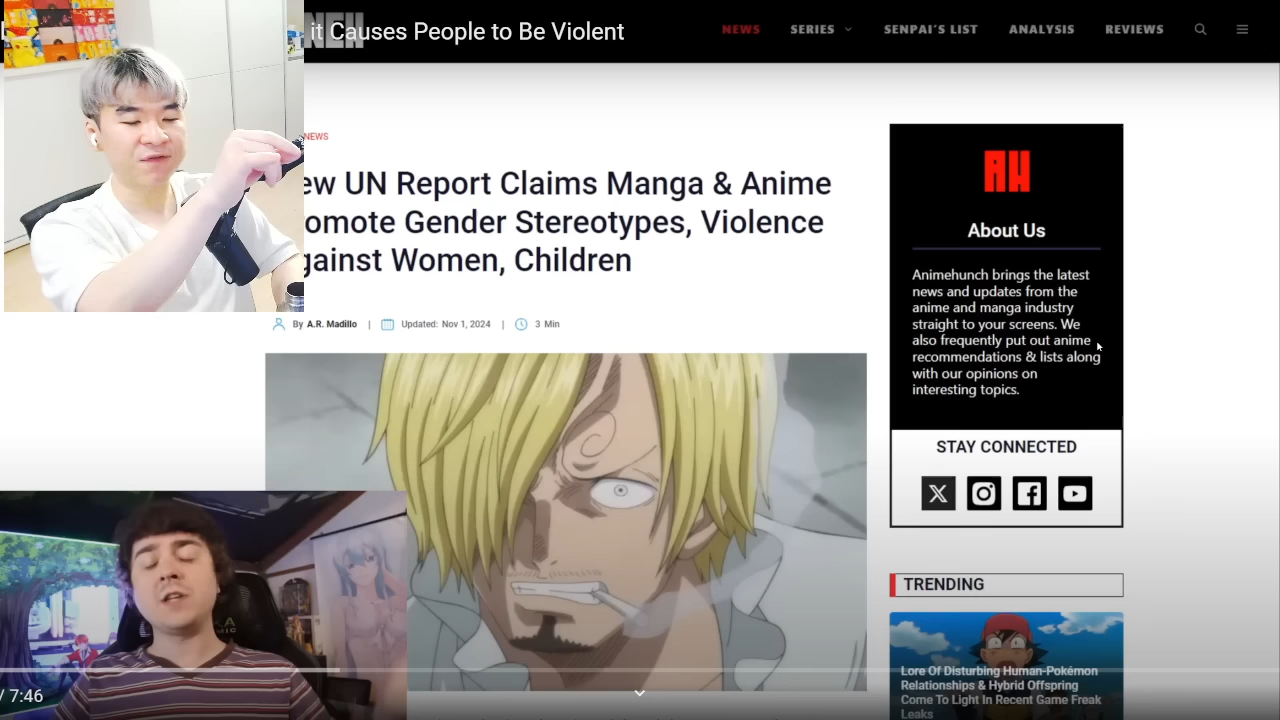 it Causes People to Be Violent
NEWS
SERIES
SENPAI'S LIST
ANALYSIS
REVIEWS
NEWS
ew UN Report Claims Manga & Anime
omote Gender Stereotypes, Violence
gainst Women, Children
By A.R. Madillo | Updated: Nov 1, 2024 | 3 Min
AH
About Us
Animehunch brings the latest
news and updates from the
anime and manga industry
straight to your screens. We
also frequently put out anime
recommendations & lists along
with our opinions on
interesting topics.
STAY CONNECTED
TRENDING
Lore Of Disturbing Human-Pokémon
Relationships & Hybrid Offspring
Come To Light In Recent Game Freak
Leaks
/ 7:46